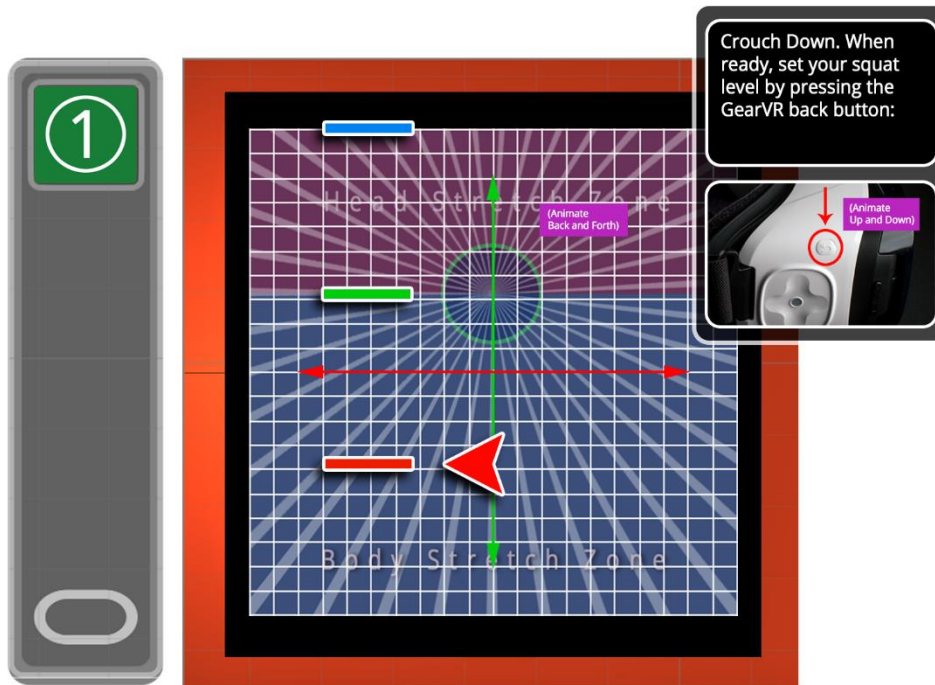 1
Crouch Down. When
ready, set your squat
level by pressing the
GearVR back button:
Head Stretch Zone
(Animate
Back and Forth)
(Animate
Up and Down)
Body Stretch Zone